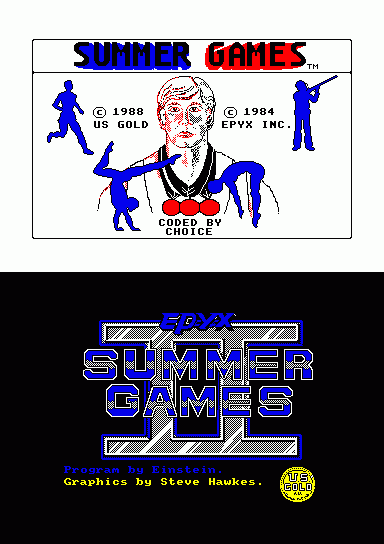 SUMMER GAMES TM
© 1988 © 1984
US GOLD EPYX INC.
CODED BY
CHOICE
EPYX
II
SUMMER
GAMES
Program by Einstein.
Graphics by Steve Hawkes.
US
GOLD